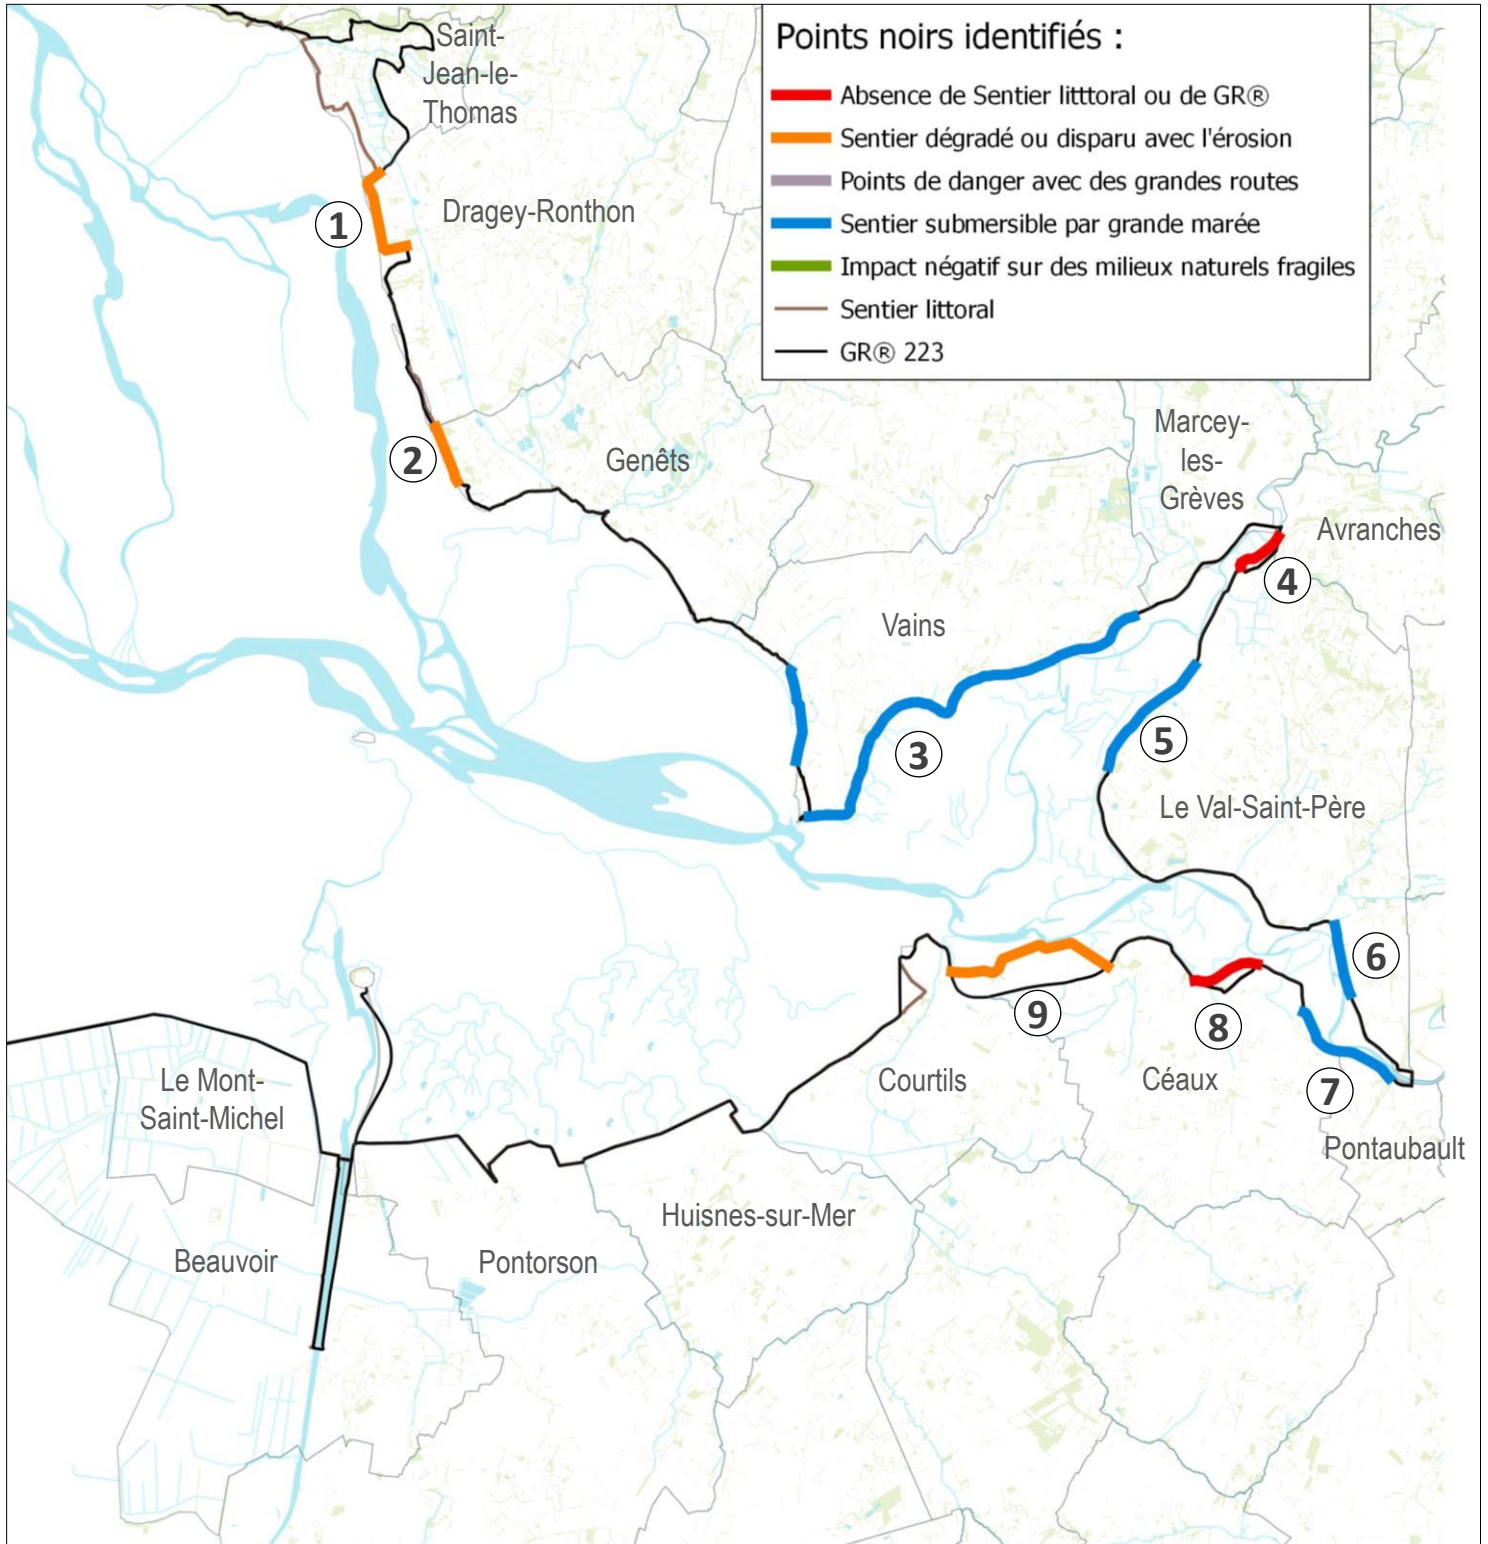 Points noirs identifiés :
Absence de Sentier litttoral ou de GR®
Sentier dégradé ou disparu avec l'érosion
Points de danger avec des grandes routes
Sentier submersible par grande marée
Impact négatif sur des milieux naturels fragiles
Sentier littoral
GR® 223
Saint-
Jean-le-
Thomas
1
Dragey-Ronthon
2
Genêts
Marcey-
les-
Grèves
Avranches
4
Vains
3
5
Le Val-Saint-Père
6
9
8
7
Courtils
Céaux
Pontaubault
Le Mont-
Saint-Michel
Beauvoir
Pontorson
Huisnes-sur-Mer